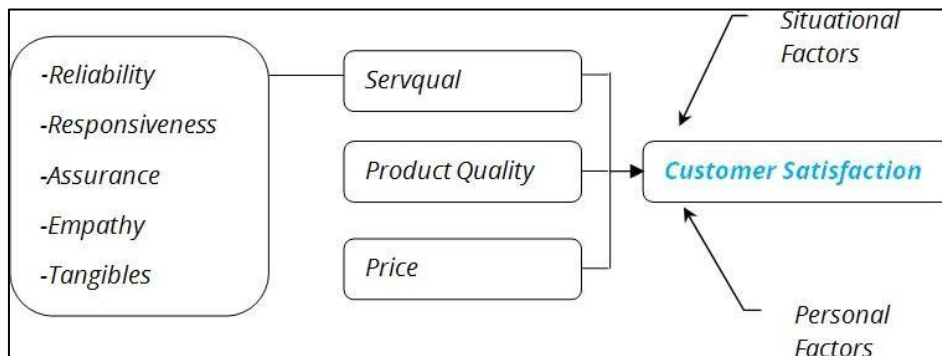 -Reliability
-Responsiveness
-Assurance
-Empathy
-Tangibles
Servqual
Product Quality
Price
Situational
Factors
Customer Satisfaction
Personal
Factors